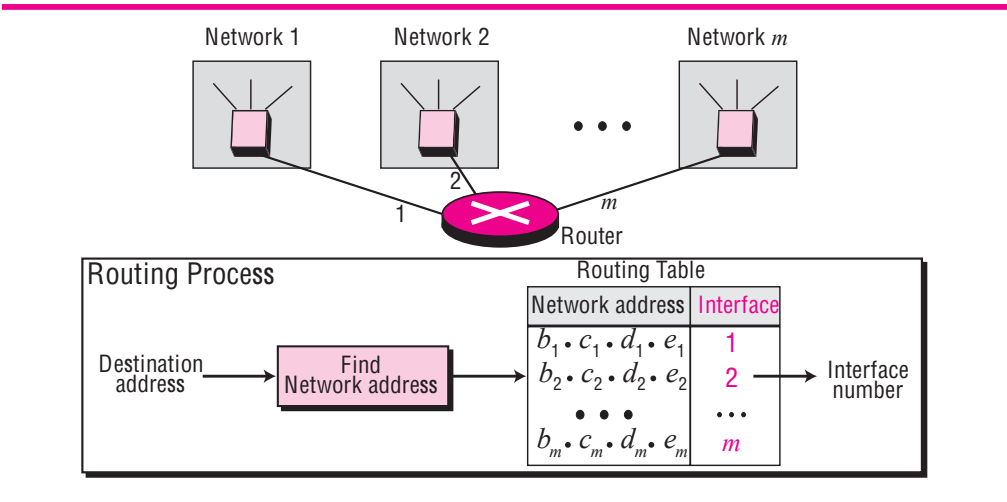 Network 1
Network 2
Network m
• • •
1
2
m
Router
Routing Process
Routing Table
Network address Interface
Destination
address
Find
Network address
b₁ . c₁ . d₁ . e₁ 1
b₂ . c₂ . d₂ . e₂ 2
• • • • • •
bₘ . cₘ . dₘ . eₘ m
Interface
number